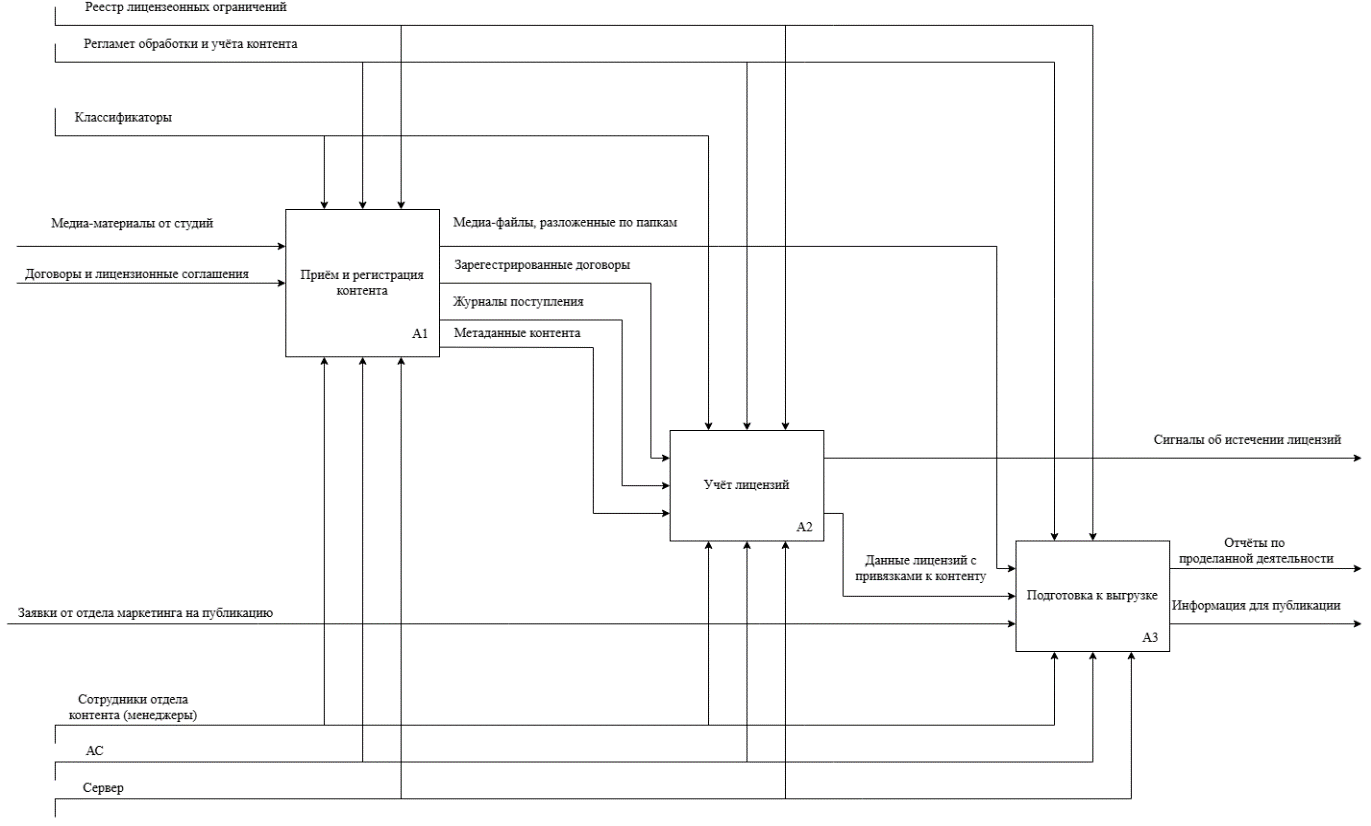 Реестр лицензеонных ограничений
Регламет обработки и учёта контента
Классификаторы
Медиа-материалы от студий
Договоры и лицензионные соглашения
Приём и регистрация
контента
A1
Медиа-файлы, разложенные по папкам
Зарегестрированные договоры
Журналы поступления
Метаданные контента
Учёт лицензий
A2
Сигналы об истечении лицензий
Данные лицензий с
привязками к контенту
Отчёты по
проделанной деятельности
Подготовка к выгрузке
A3
Информация для публикации
Заявки от отдела маркетинга на публикацию
Сотрудники отдела
контента (менеджеры)
АС
Сервер